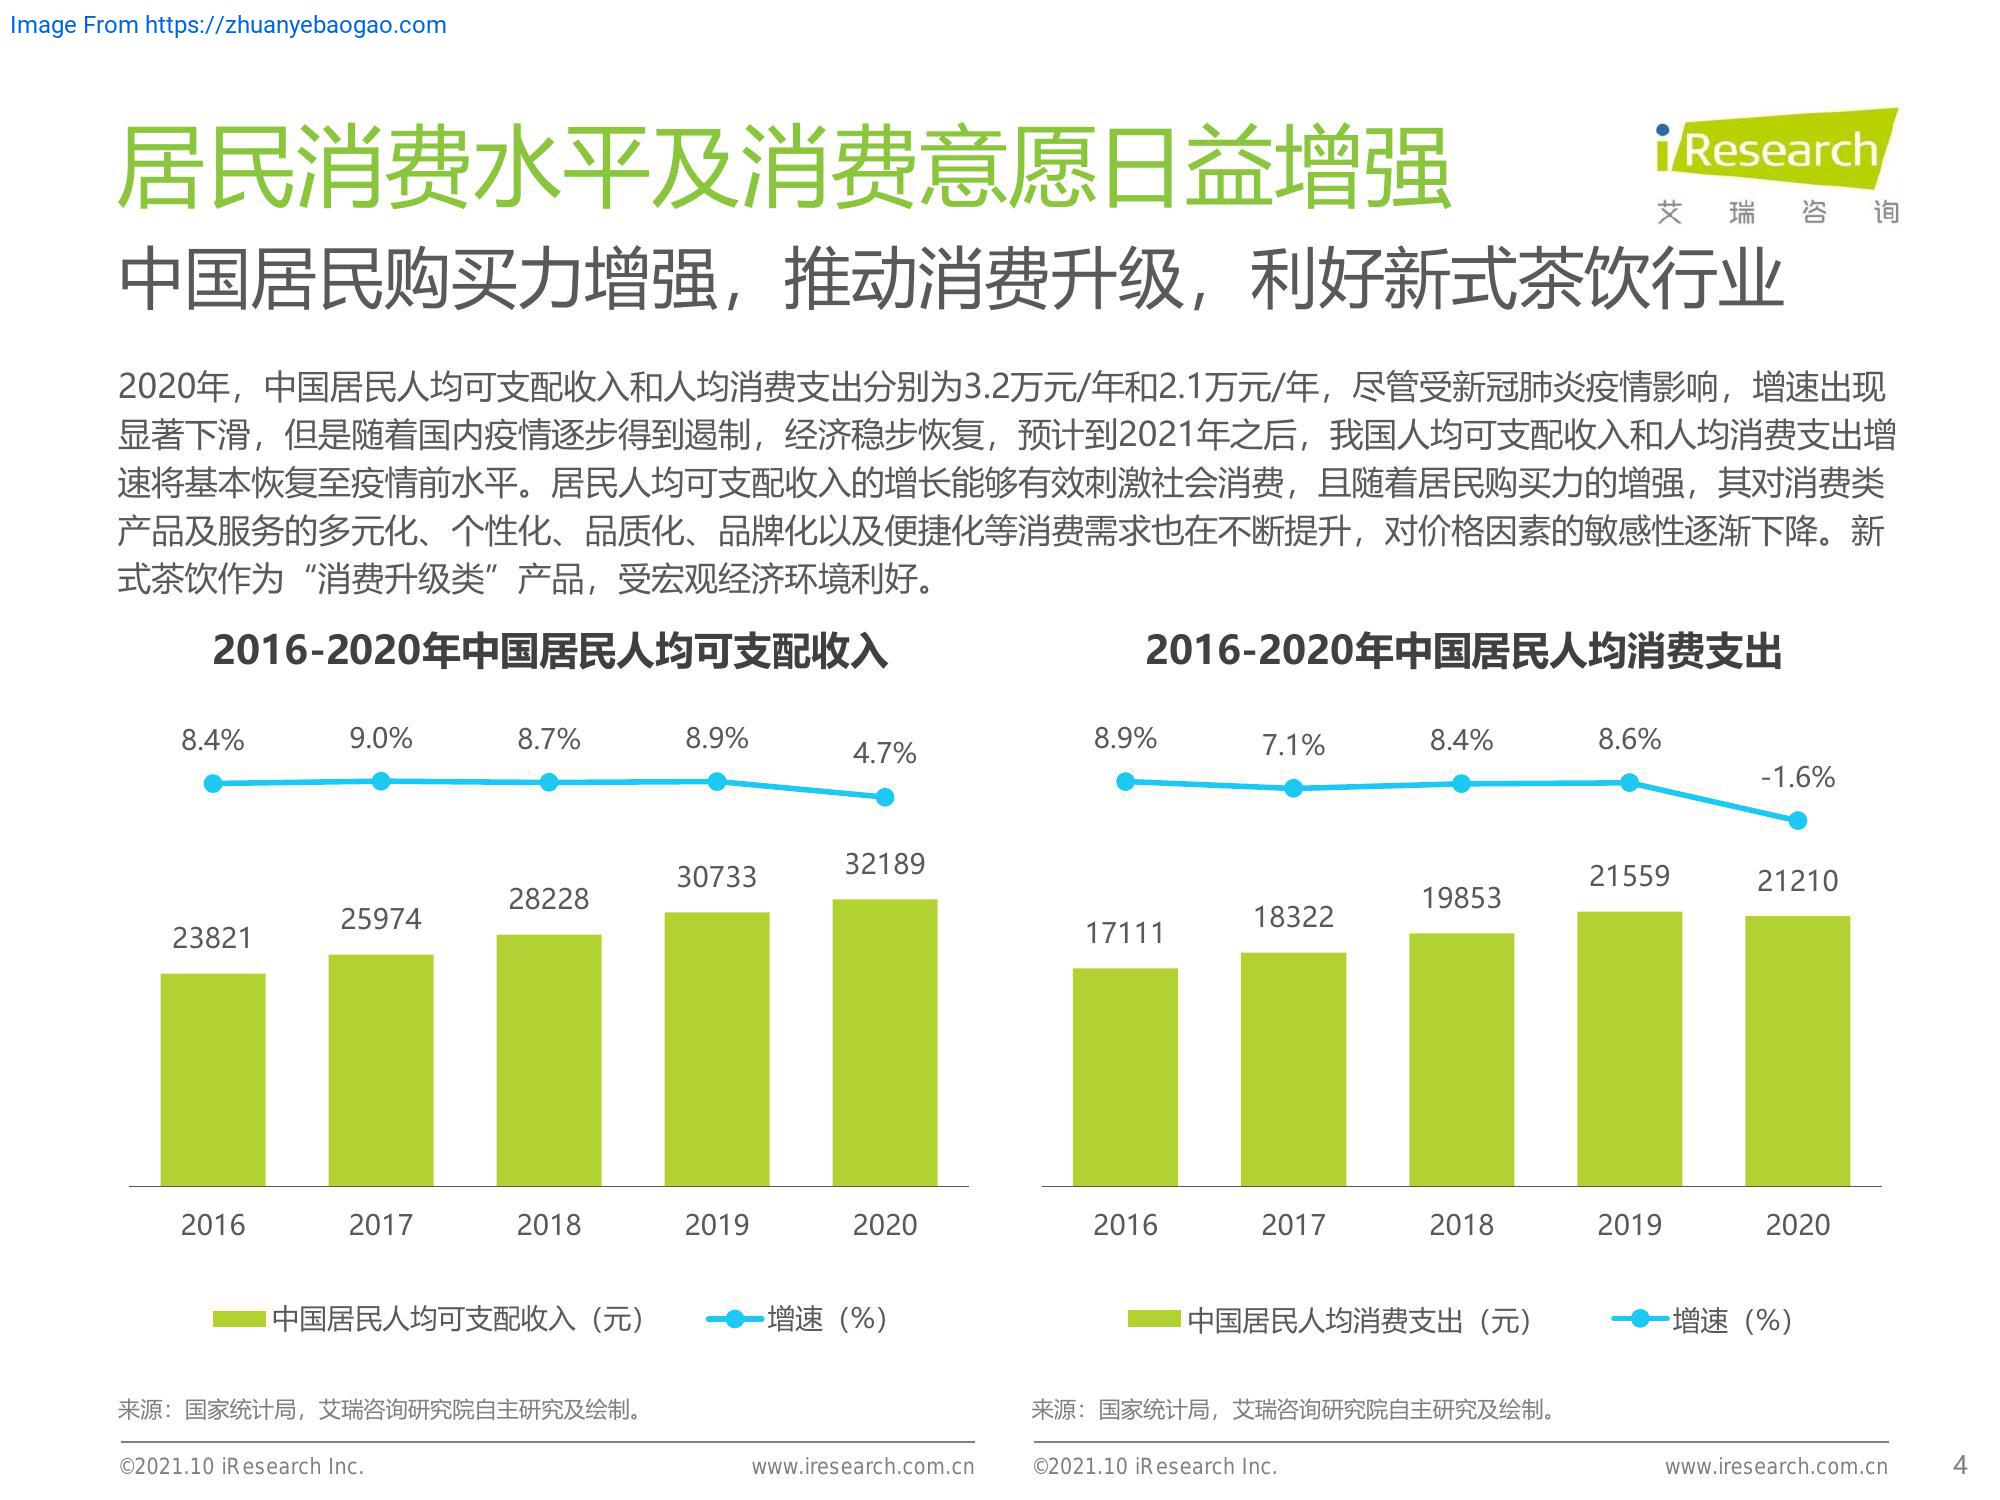 Image From https://zhuanyebaogao.com
居民消费水平及消费意愿日益增强
iResearch
艾瑞咨询
中国居民购买力增强，推动消费升级，利好新式茶饮行业
2020年，中国居民人均可支配收入和人均消费支出分别为3.2万元/年和2.1万元/年，尽管受新冠肺炎疫情影响，增速出现
显著下滑，但是随着国内疫情逐步得到遏制，经济稳步恢复，预计到2021年之后，我国人均可支配收入和人均消费支出增
速将基本恢复至疫情前水平。居民人均可支配收入的增长能够有效刺激社会消费，且随着居民购买力的增强，其对消费类
产品及服务的多元化、个性化、品质化、品牌化以及便捷化等消费需求也在不断提升，对价格因素的敏感性逐渐下降。新
式茶饮作为“消费升级类”产品，受宏观经济环境利好。
2016-2020年中国居民人均可支配收入
8.4% 9.0% 8.7% 8.9% 4.7%
23821 25974 28228 30733 32189
2016 2017 2018 2019 2020
中国居民人均可支配收入（元） 增速（%）
来源：国家统计局，艾瑞咨询研究院自主研究及绘制。
©2021.10 iResearch Inc. www.iresearch.com.cn
2016-2020年中国居民人均消费支出
8.9% 7.1% 8.4% 8.6% -1.6%
17111 18322 19853 21559 21210
2016 2017 2018 2019 2020
中国居民人均消费支出（元） 增速（%）
来源：国家统计局，艾瑞咨询研究院自主研究及绘制。
©2021.10 iResearch Inc. www.iresearch.com.cn
4